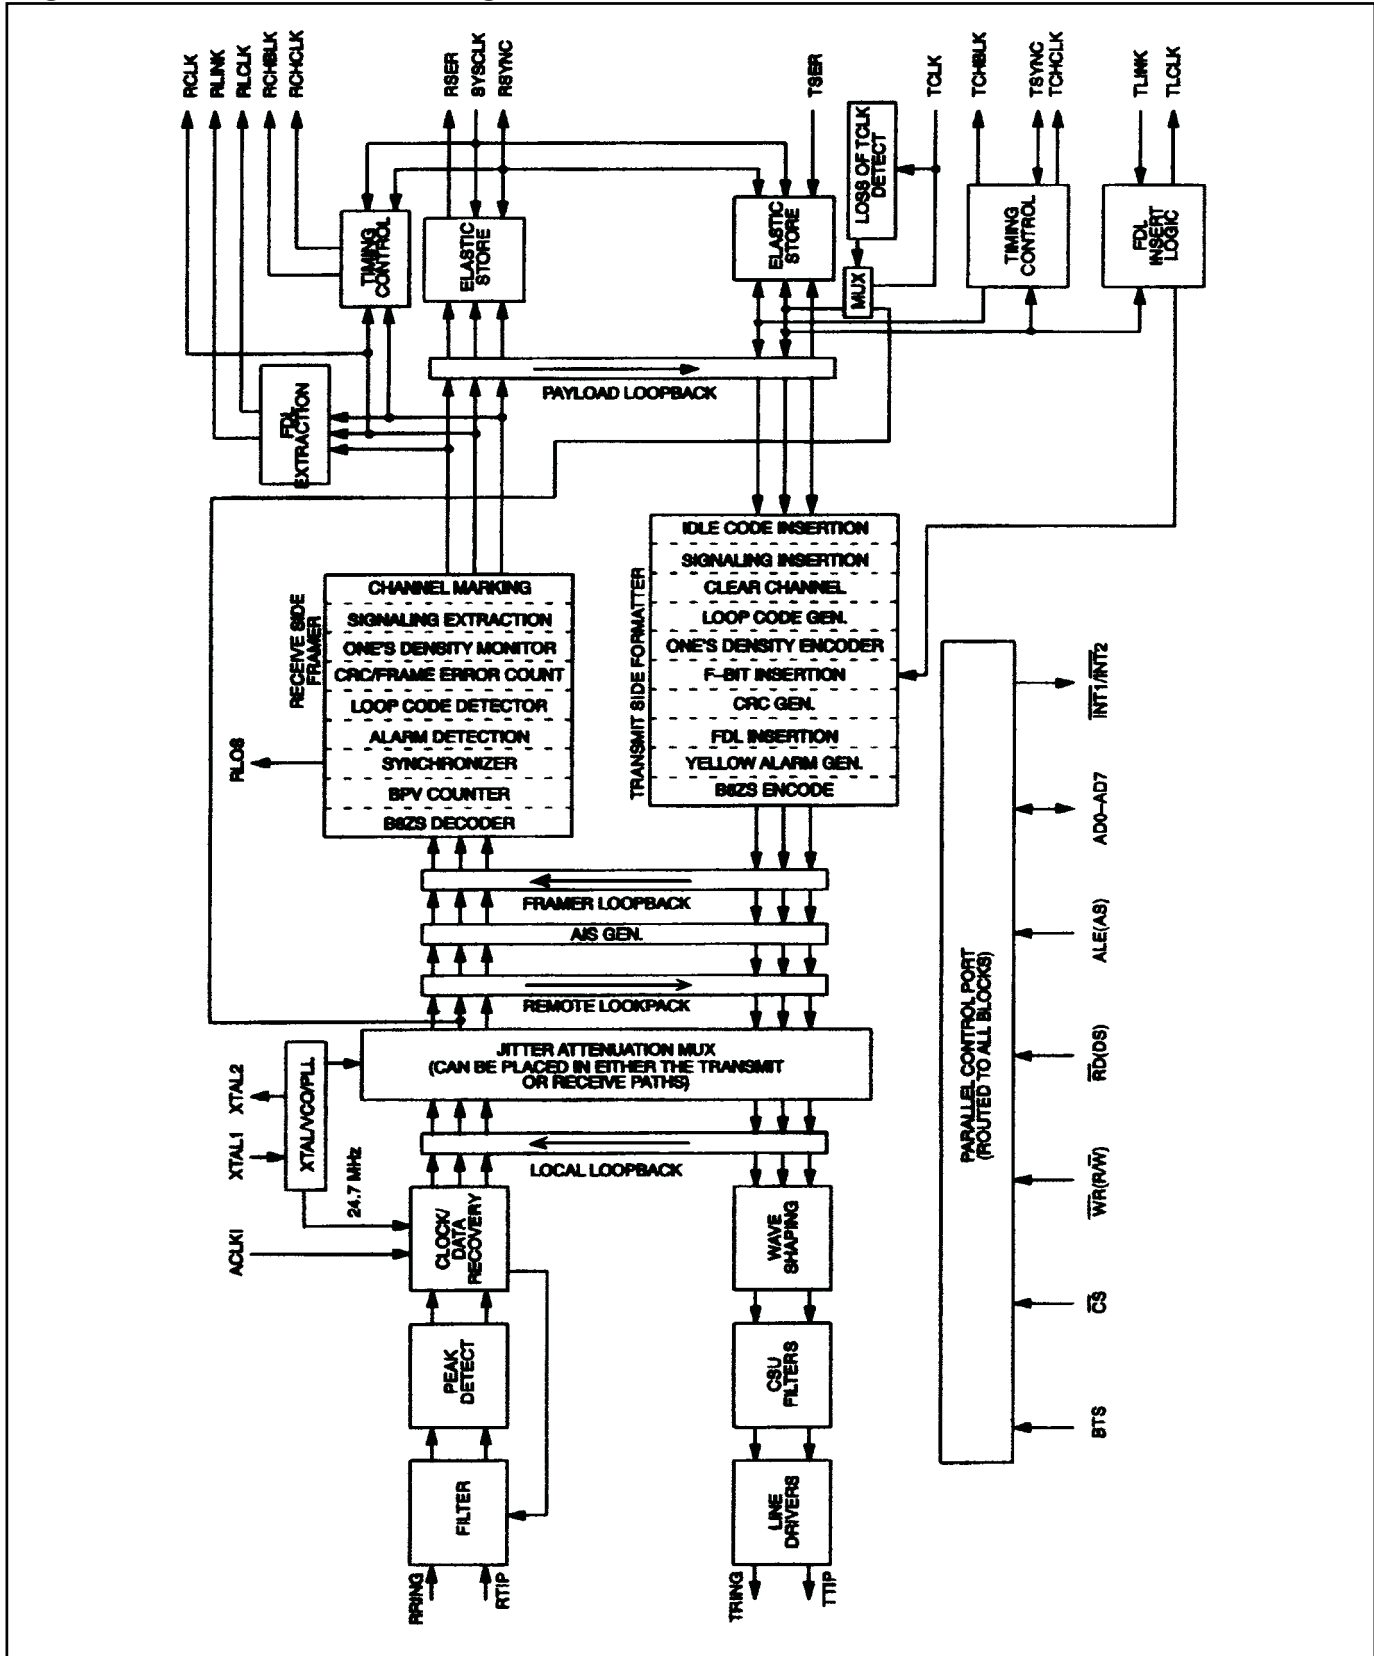 RCLK
RLINK
RLCLK
RCHBLK
RCHCLK
RSER
SYSCLK
RSYNC
TSER
TCLK
TCHBLK
TSYNC
TCHCLK
TLINK
TLCLK
LOSS OF TCLK
DETECT
TIMING
CONTROL
ELASTIC
STORE
ELASTIC
STORE
MUX
TIMING
CONTROL
FDL
INSERT
LOGIC
FDL
EXTRACTION
PAYLOAD LOOPBACK
RECEIVE SIDE
FRAMER
CHANNEL MARKING
SIGNALING EXTRACTION
ONE'S DENSITY MONITOR
CRC/FRAME ERROR COUNT
LOOP CODE DETECTOR
ALARM DETECTION
SYNCHRONIZER
BPV COUNTER
B8ZS DECODER
RLOS
TRANSMIT SIDE FORMATTER
IDLE CODE INSERTION
SIGNALING INSERTION
CLEAR CHANNEL
LOOP CODE GEN.
ONE'S DENSITY ENCODER
F-BIT INSERTION
CRC GEN.
FDL INSERTION
YELLOW ALARM GEN.
B8ZS ENCODE
FRAMER LOOPBACK
AIS GEN.
REMOTE LOOKPACK
JITTER ATTENUATION MUX
(CAN BE PLACED IN EITHER THE TRANSMIT
OR RECEIVE PATHS)
LOCAL LOOPBACK
XTAL2
XTAL1
XTAL/VCO/PLL
24.7 MHz
ACLKI
CLOCK/
DATA
RECOVERY
PEAK
DETECT
FILTER
RRING
RTIP
WAVE
SHAPING
CSU
FILTERS
LINE
DRIVERS
TRING
TTIP
PARALLEL CONTROL PORT
(ROUTED TO ALL BLOCKS)
INT1/INT2
AD0-AD7
ALE(AS)
RD(DS)
WR(R/W)
CS
BTS